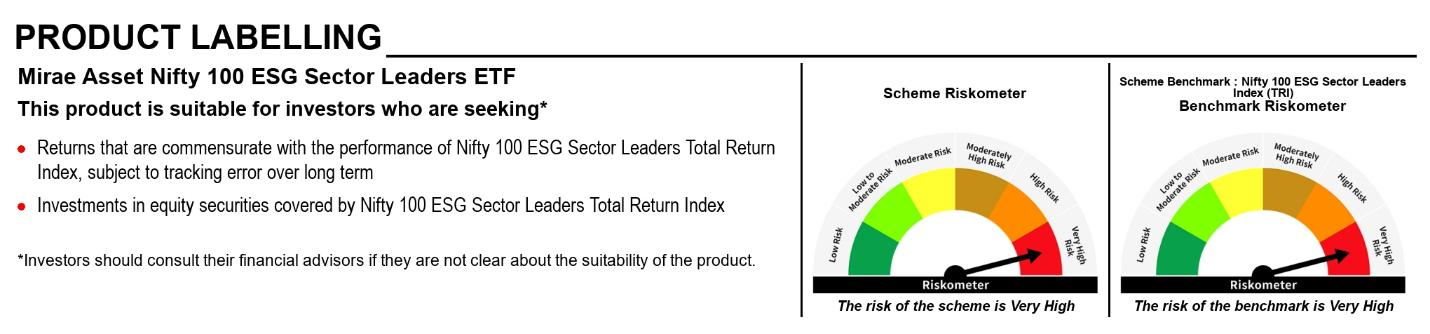 PRODUCT LABELLING
Mirae Asset Nifty 100 ESG Sector Leaders ETF
This product is suitable for investors who are seeking*
• Returns that are commensurate with the performance of Nifty 100 ESG Sector Leaders Total Return
Index, subject to tracking error over long term
• Investments in equity securities covered by Nifty 100 ESG Sector Leaders Total Return Index
*Investors should consult their financial advisors if they are not clear about the suitability of the product.
Scheme Riskometer
Low Risk
Low to
Moderate Risk
Moderate Risk
Moderately
High Risk
High Risk
Very High
Risk
Riskometer
The risk of the scheme is Very High
Scheme Benchmark : Nifty 100 ESG Sector Leaders
Index (TRI)
Benchmark Riskometer
Low Risk
Low to
Moderate Risk
Moderate Risk
Moderately
High Risk
High Risk
Very High
Risk
Riskometer
The risk of the benchmark is Very High